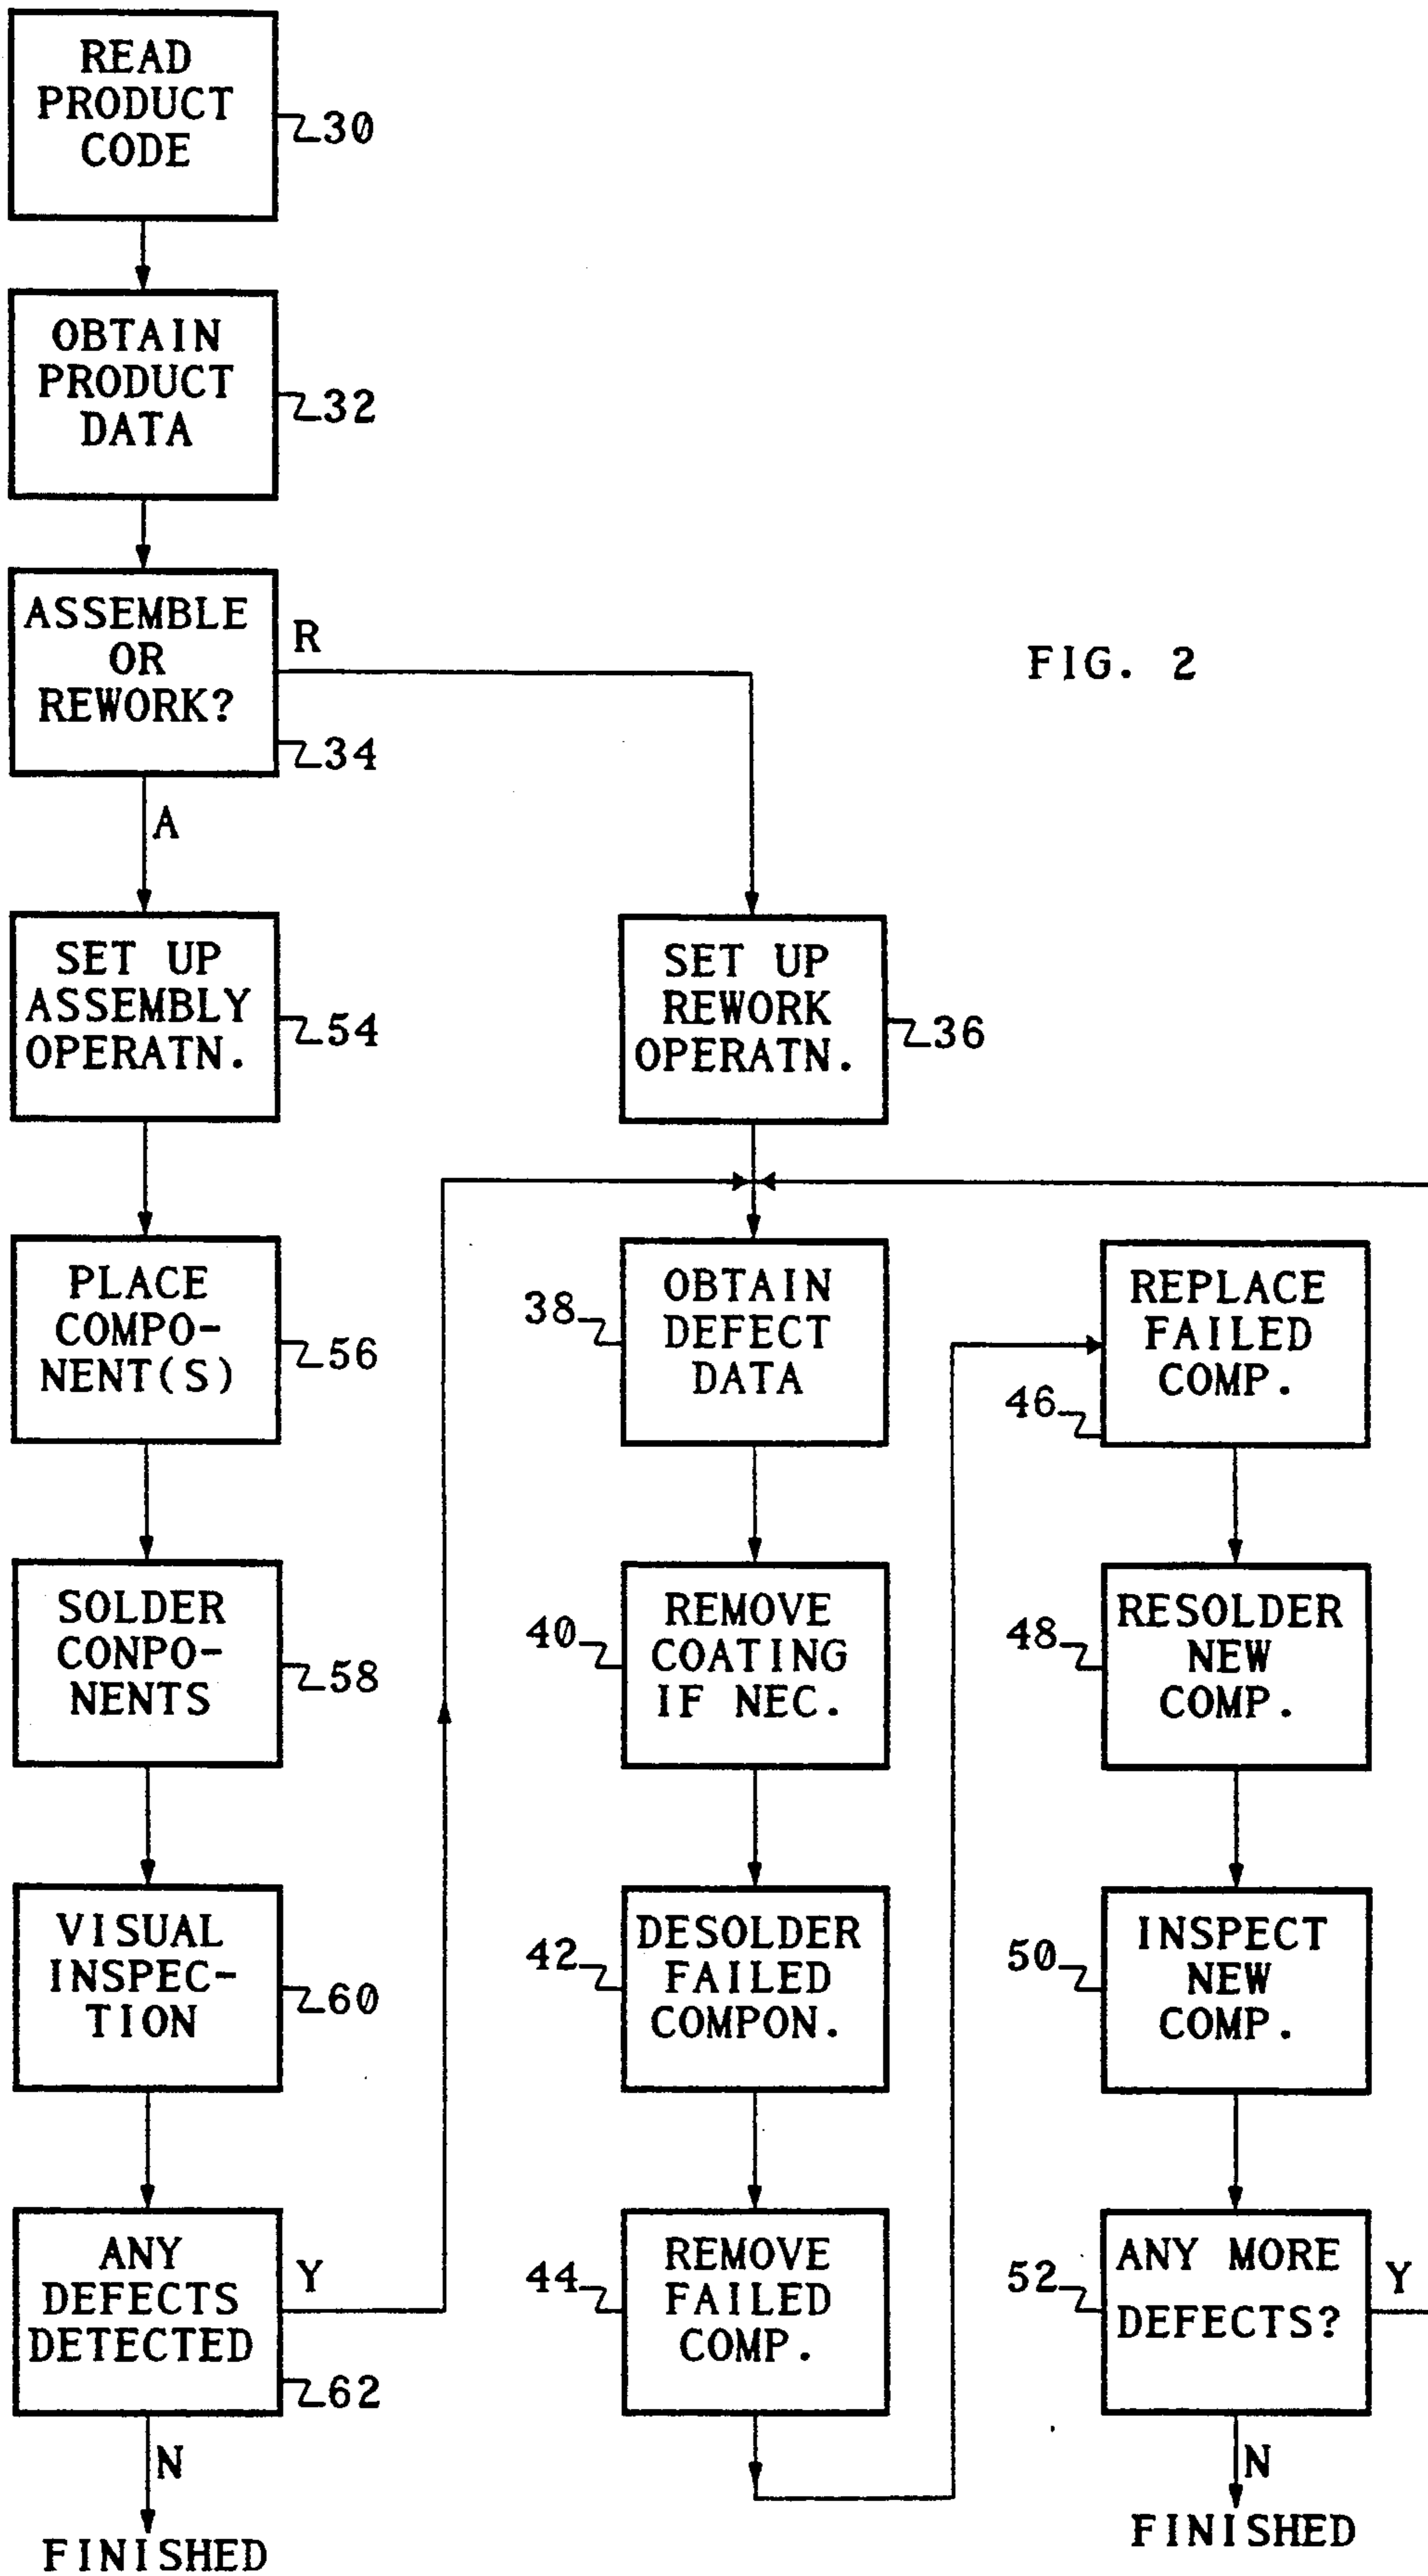 READ
PRODUCT
CODE
30
OBTAIN
PRODUCT
DATA
32
ASSEMBLE
OR
REWORK?
R
34
A
FIG. 2
SET UP
ASSEMBLY
OPERATN.
54
PLACE
COMPO-
NENT(S)
56
SOLDER
CONPO-
NENTS
58
VISUAL
INSPEC-
TION
60
ANY
DEFECTS
DETECTED
Y
62
N
FINISHED
SET UP
REWORK
OPERATN.
36
OBTAIN
DEFECT
DATA
38
REMOVE
COATING
IF NEC.
40
DESOLDER
FAILED
COMPON.
42
REMOVE
FAILED
COMP.
44
REPLACE
FAILED
COMP.
46
RESOLDER
NEW
COMP.
48
INSPECT
NEW
COMP.
50
ANY MORE
DEFECTS?
52
Y
N
FINISHED